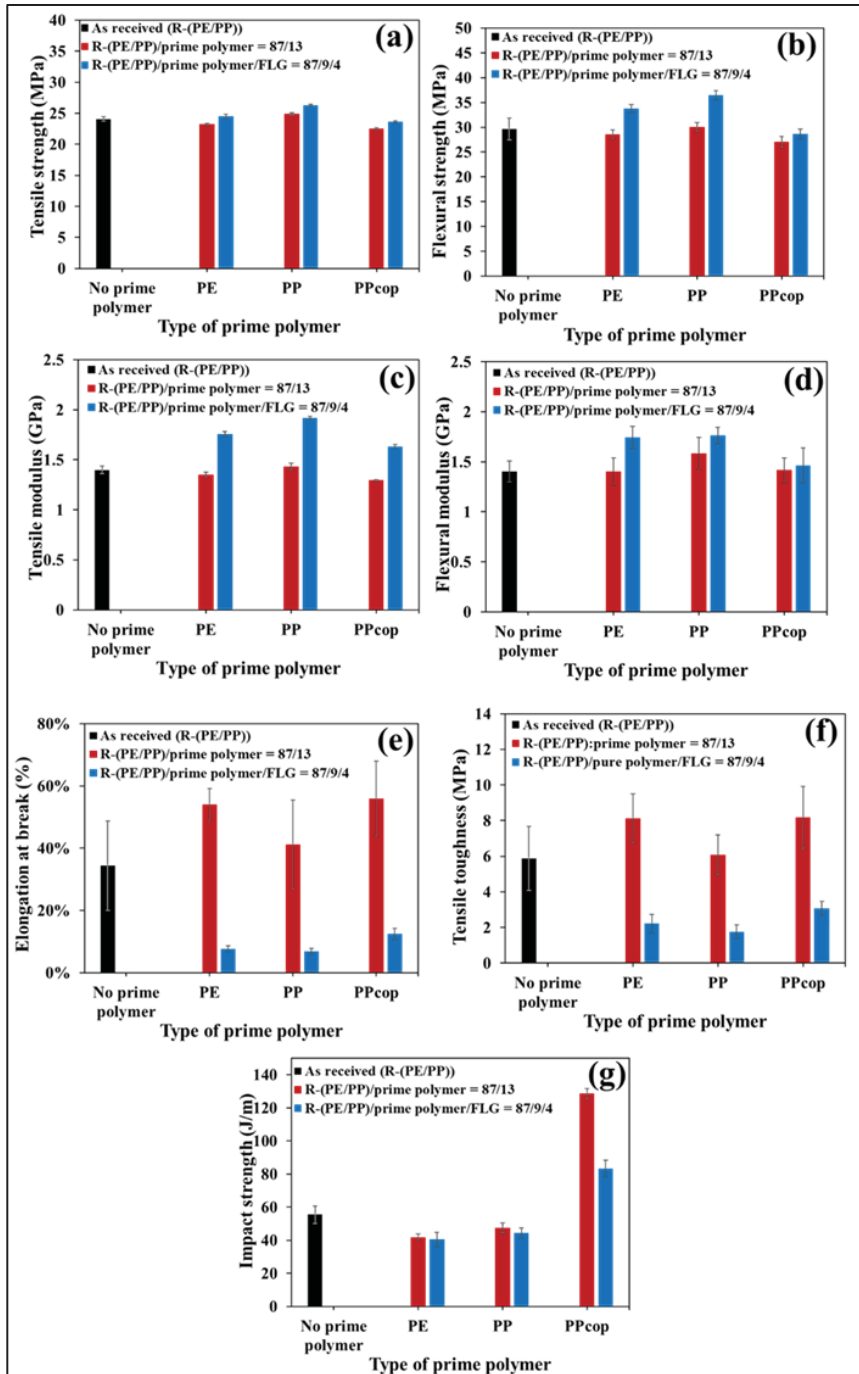 (a)
As received (R-(PE/PP))
R-(PE/PP)/prime polymer = 87/13
R-(PE/PP)/prime polymer/FLG = 87/9/4
Tensile strength (MPa)
40
35
30
25
20
15
10
5
0
No prime
polymer
PE
PP
PPcop
Type of prime polymer
(b)
As received (R-(PE/PP))
R-(PE/PP)/prime polymer = 87/13
R-(PE/PP)/prime polymer/FLG = 87/9/4
Flexural strength (MPa)
50
45
40
35
30
25
20
15
10
5
0
No prime
polymer
PE
PP
PPcop
Type of prime polymer
(c)
As received (R-(PE/PP))
R-(PE/PP)/prime polymer = 87/13
R-(PE/PP)/prime polymer/FLG = 87/9/4
Tensile modulus (GPa)
2.5
2
1.5
1
0.5
0
No prime
polymer
PE
PP
PPcop
Type of prime polymer
(d)
As received (R-(PE/PP))
R-(PE/PP)/prime polymer = 87/13
R-(PE/PP)/prime polymer/FLG = 87/9/4
Flexural modulus (GPa)
2.5
2
1.5
1
0.5
0
No prime
polymer
PE
PP
PPcop
Type of prime polymer
(e)
As received (R-(PE/PP))
R-(PE/PP)/prime polymer = 87/13
R-(PE/PP)/prime polymer/FLG = 87/9/4
Elongation at break (%)
80%
60%
40%
20%
0%
No prime
polymer
PE
PP
PPcop
Type of prime polymer
(f)
As received (R-(PE/PP))
R-(PE/PP):prime polymer = 87/13
R-(PE/PP)/pure polymer/FLG = 87/9/4
Tensile toughness (MPa)
14
12
10
8
6
4
2
0
No prime
polymer
PE
PP
PPcop
Type of prime polymer
(g)
As received (R-(PE/PP))
R-(PE/PP)/prime polymer = 87/13
R-(PE/PP)/prime polymer/FLG = 87/9/4
Impact strength (J/m)
140
120
100
80
60
40
20
0
No prime
polymer
PE
PP
PPcop
Type of prime polymer